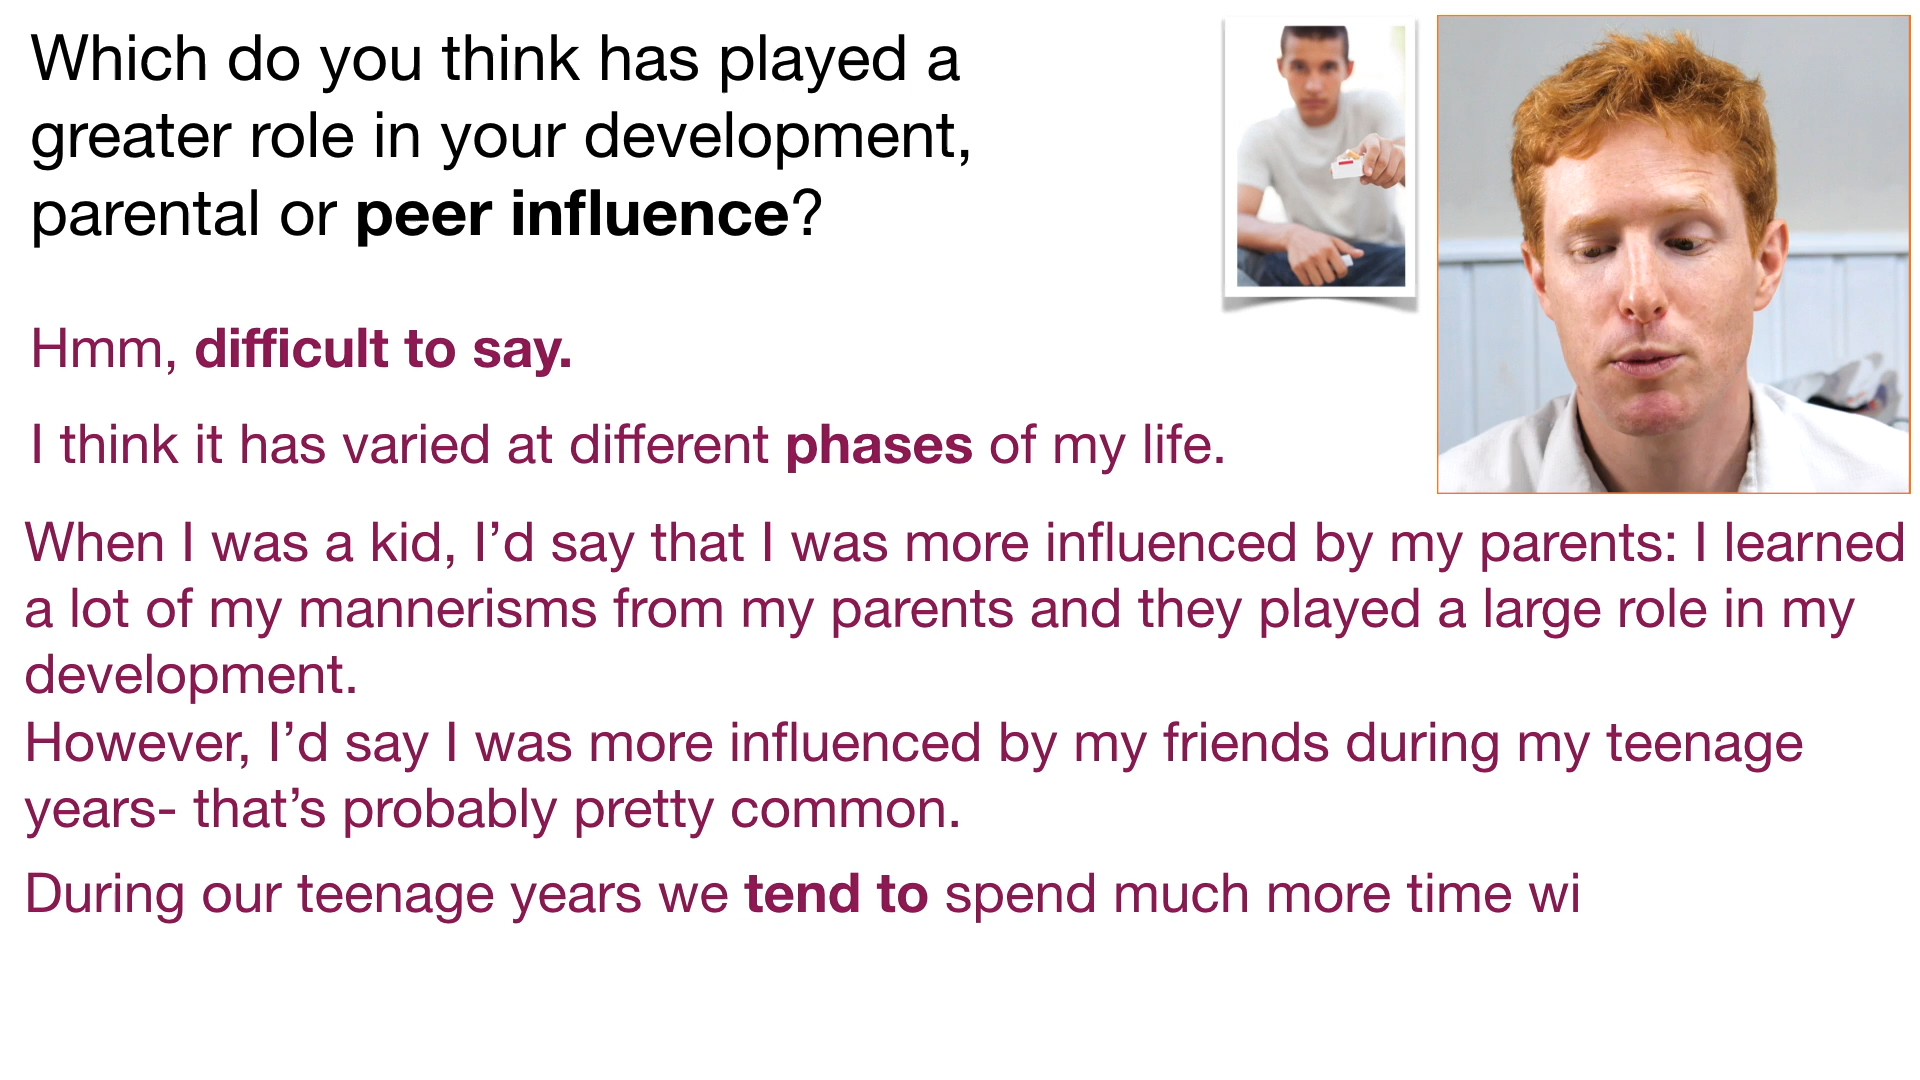 Which do you think has played a
greater role in your development,
parental or peer influence?
Hmm, difficult to say.
I think it has varied at different phases of my life.
When I was a kid, I’d say that I was more influenced by my parents: I learned
a lot of my mannerisms from my parents and they played a large role in my
development.
However, I’d say I was more influenced by my friends during my teenage
years- that’s probably pretty common.
During our teenage years we tend to spend much more time wi